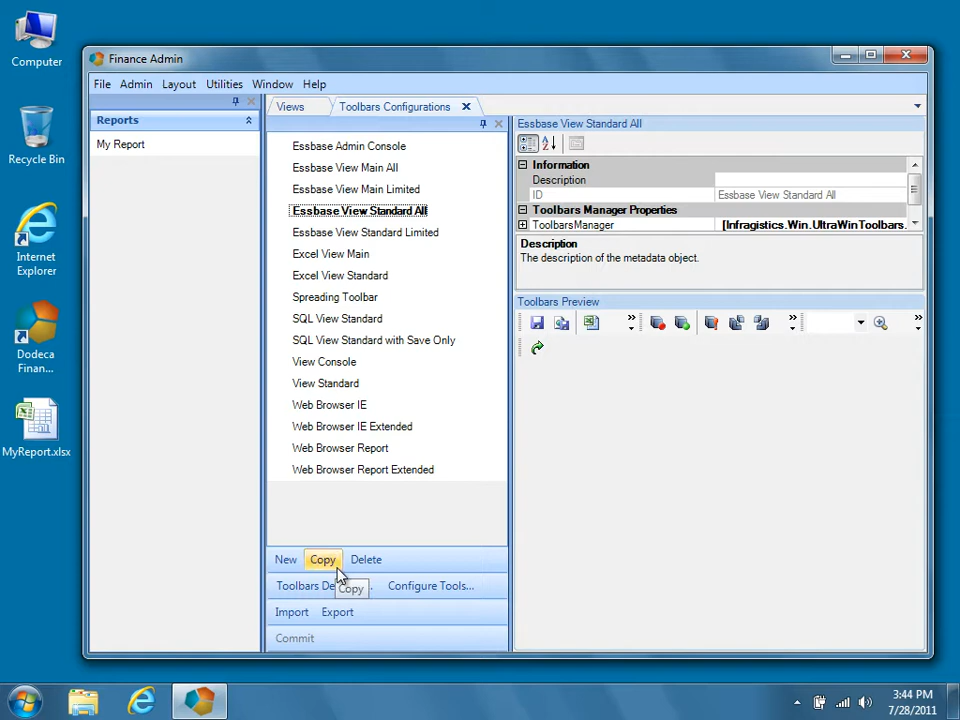 Computer
Recycle Bin
Internet
Explorer
Dodeca
Finan...
MyReport.xlsx
Finance Admin
File Admin Layout Utilities Window Help
Reports
My Report
Views Toolbars Configurations
Essbase Admin Console
Essbase View Main All
Essbase View Main Limited
Essbase View Standard All
Essbase View Standard Limited
Excel View Main
Excel View Standard
Spreading Toolbar
SQL View Standard
SQL View Standard with Save Only
View Console
View Standard
Web Browser IE
Web Browser IE Extended
Web Browser Report
Web Browser Report Extended
New Copy Delete
Toolbars De Configure Tools...
Copy
Import Export
Commit
Essbase View Standard All
Information
Description
ID Essbase View Standard All
Toolbars Manager Properties
ToolbarsManager [Infragistics.Win.UltraWinToolbars.
Description
The description of the metadata object.
Toolbars Preview
3:44 PM
7/28/2011